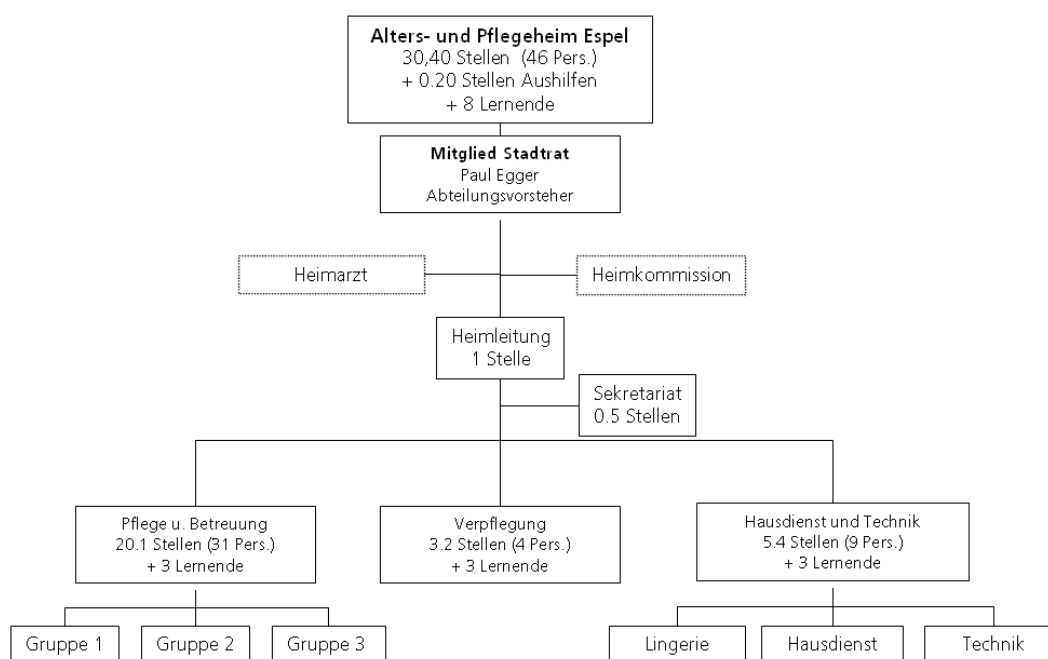 Alters- und Pflegeheim Espel
30,40 Stellen (46 Pers.)
+ 0.20 Stellen Aushilfen
+ 8 Lernende
Mitglied Stadtrat
Paul Egger
Abteilungsvorsteher
Heimarzt
Heimkommission
Heimleitung
1 Stelle
Sekretariat
0.5 Stellen
Pflege u. Betreuung
20.1 Stellen (31 Pers.)
+ 3 Lernende
Verpflegung
3.2 Stellen (4 Pers.)
+ 3 Lernende
Hausdienst und Technik
5.4 Stellen (9 Pers.)
+ 3 Lernende
Gruppe 1
Gruppe 2
Gruppe 3
Lingerie
Hausdienst
Technik